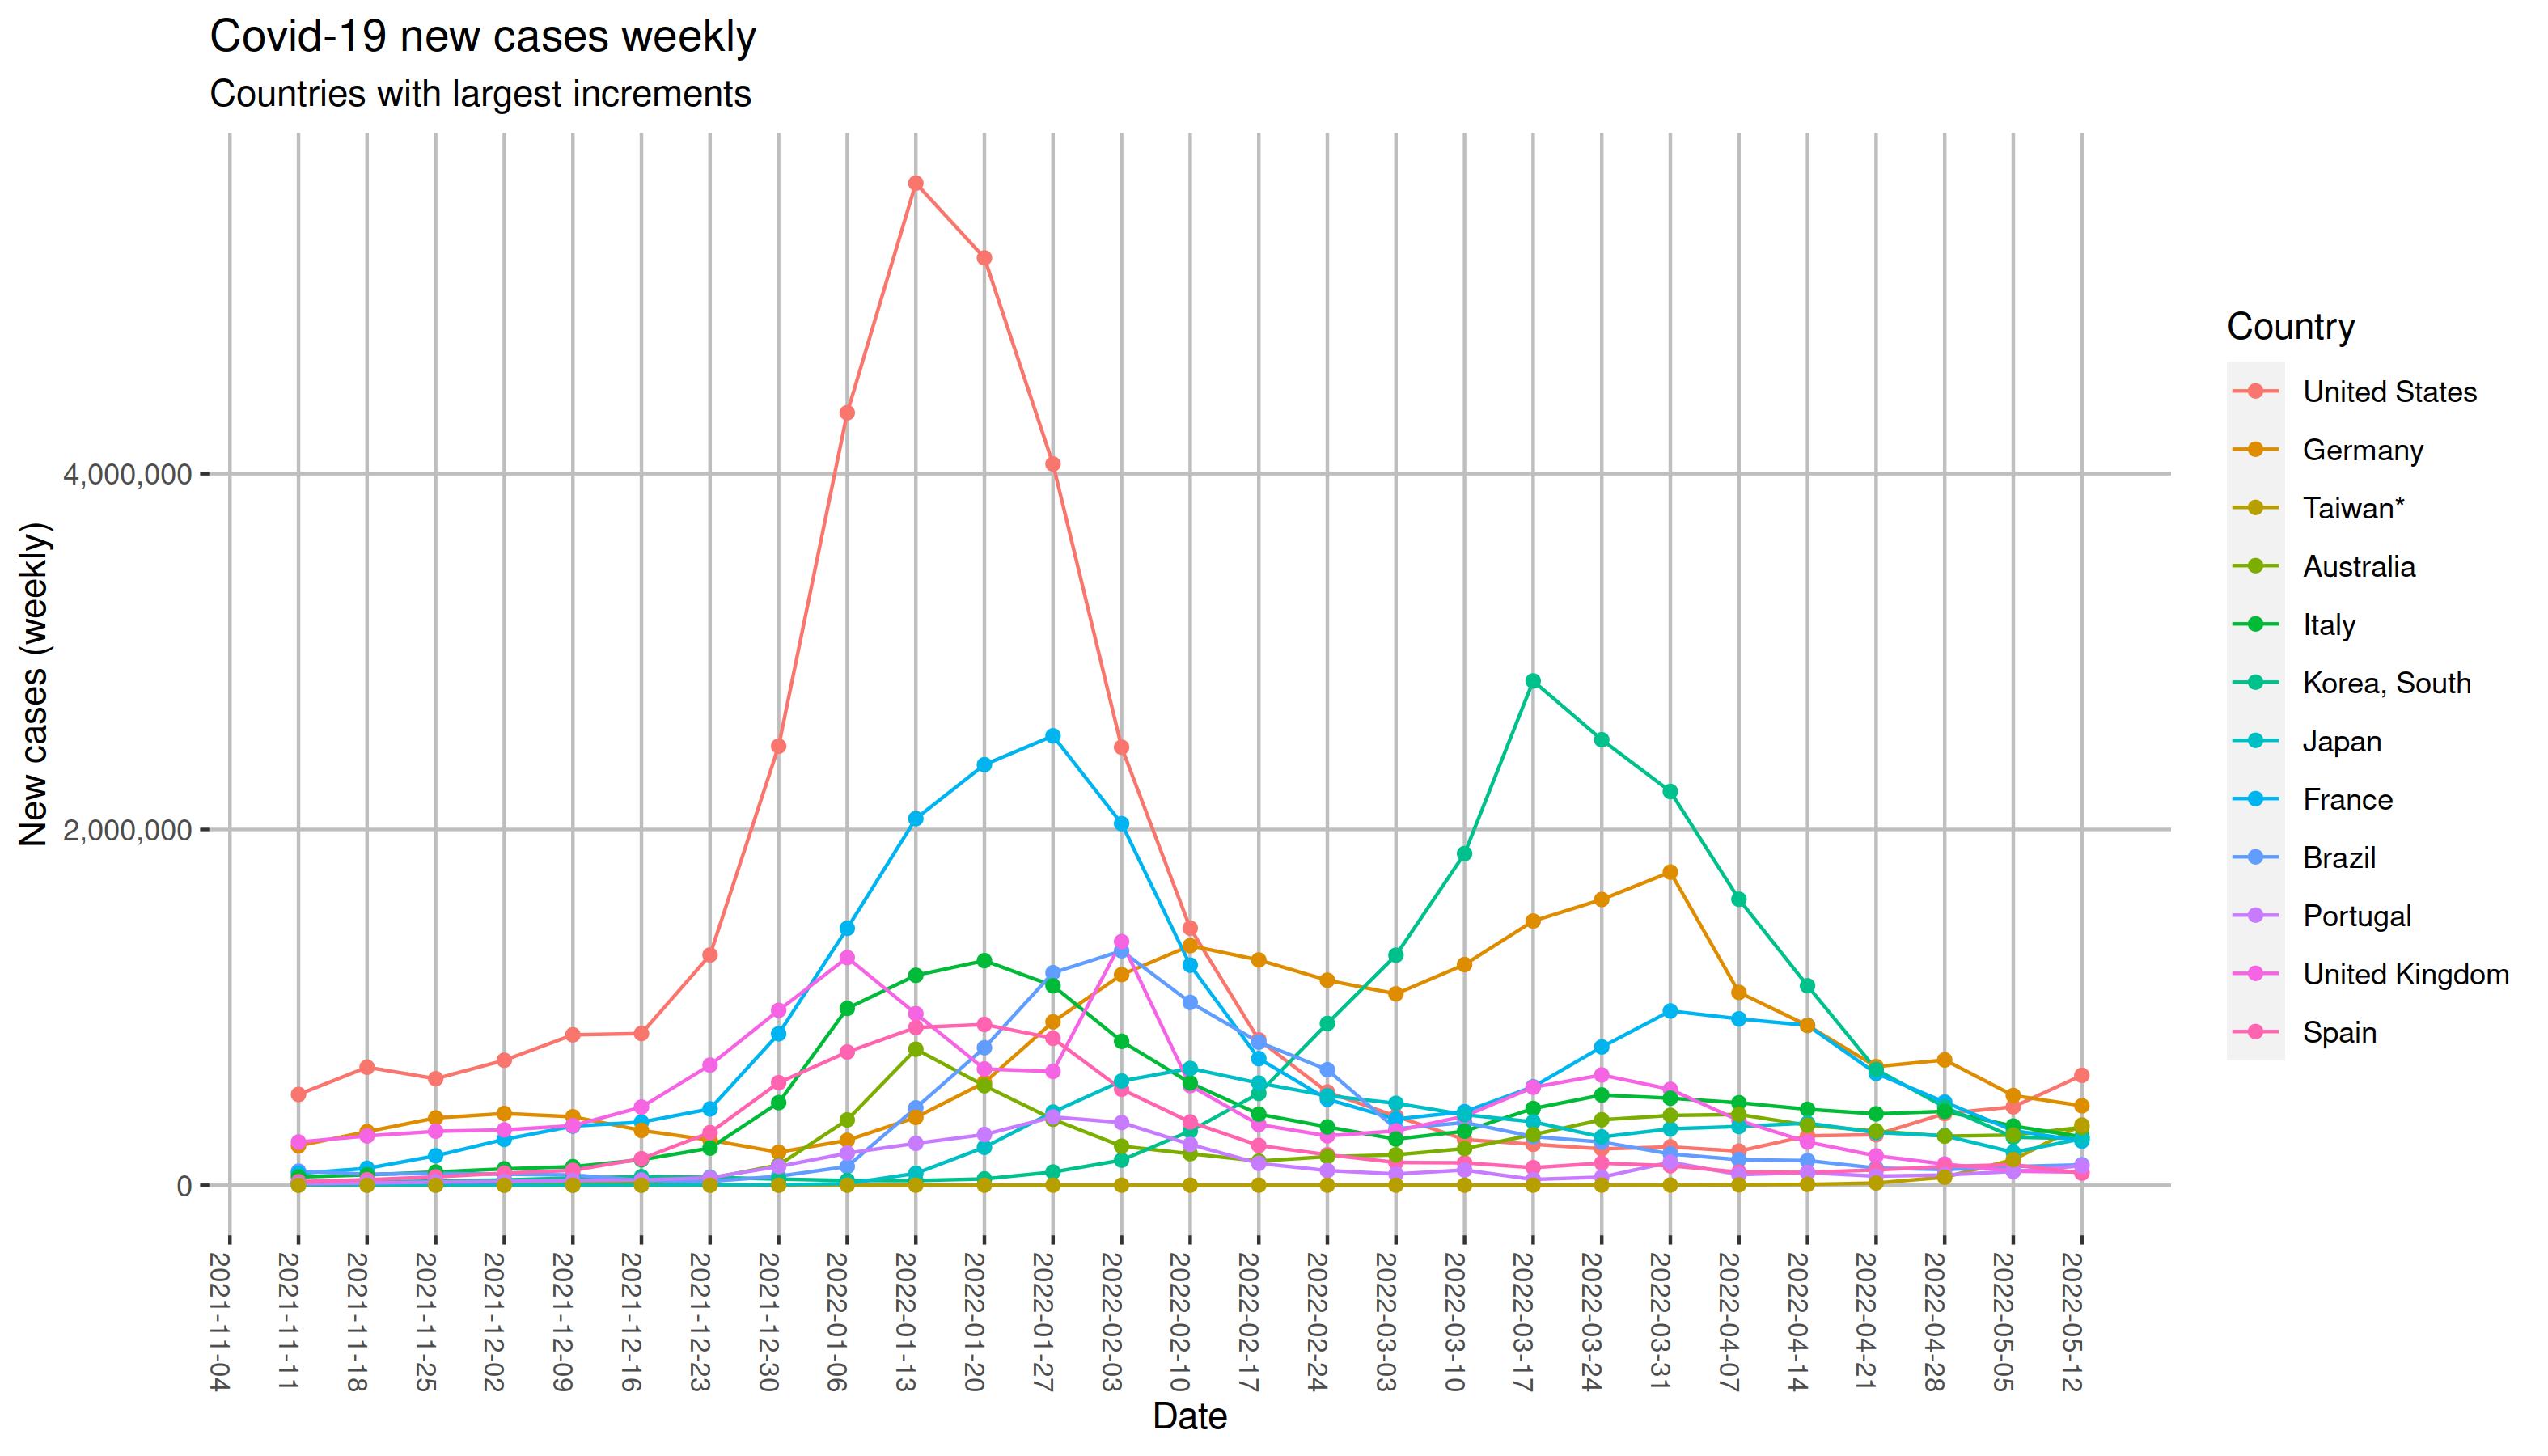 Covid-19 new cases weekly
Countries with largest increments
New cases (weekly)
4,000,000
2,000,000
0
2021-11-04
2021-11-11
2021-11-18
2021-11-25
2021-12-02
2021-12-09
2021-12-16
2021-12-23
2021-12-30
2022-01-06
2022-01-13
2022-01-20
2022-01-27
2022-02-03
2022-02-10
2022-02-17
2022-02-24
2022-03-03
2022-03-10
2022-03-17
2022-03-24
2022-03-31
2022-04-07
2022-04-14
2022-04-21
2022-04-28
2022-05-05
2022-05-12
Date
Country
United States
Germany
Taiwan*
Australia
Italy
Korea, South
Japan
France
Brazil
Portugal
United Kingdom
Spain